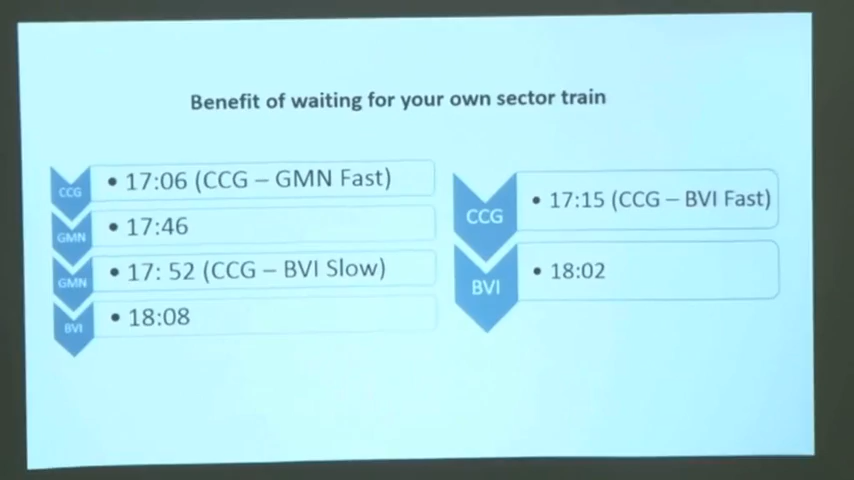 Benefit of waiting for your own sector train
CCG
• 17:06 (CCG – GMN Fast)
GMN
• 17:46
GMN
• 17: 52 (CCG – BVI Slow)
BVI
• 18:08
CCG
• 17:15 (CCG – BVI Fast)
BVI
• 18:02